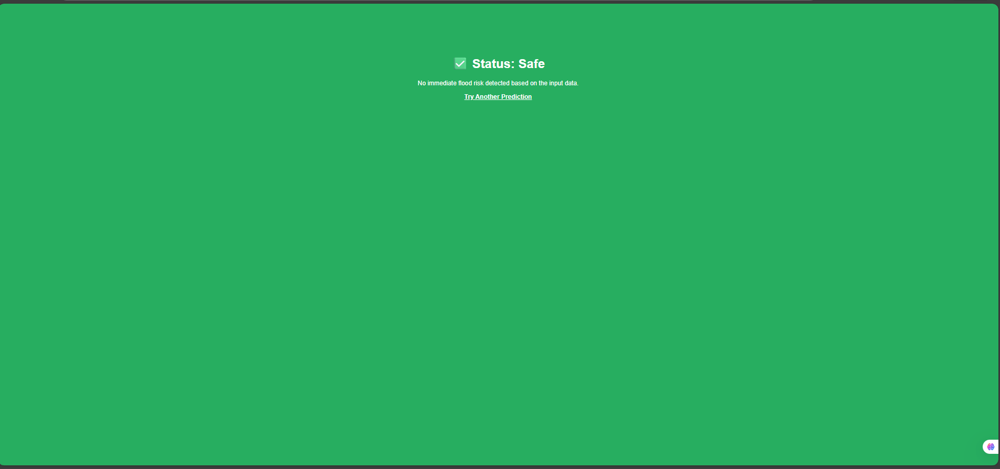 ✅ Status: Safe
No immediate flood risk detected based on the input data.
Try Another Prediction